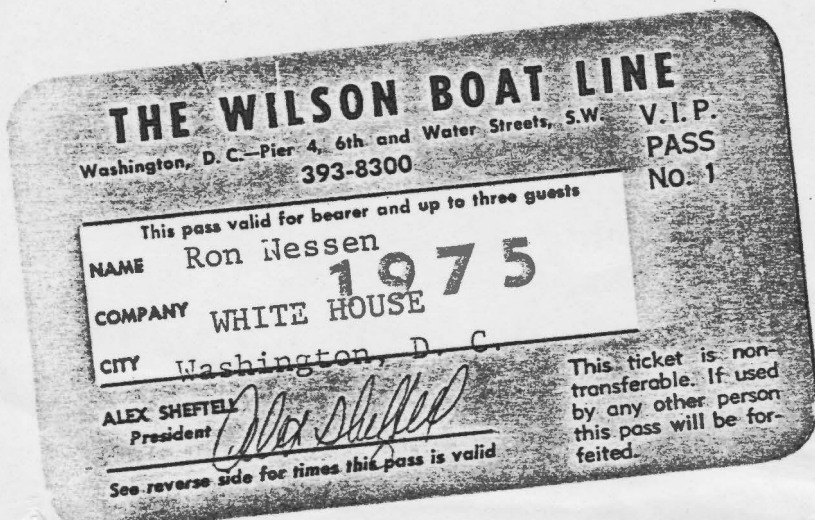 THE WILSON BOAT LINE
Washington, D. C.—Pier 4, 6th and Water Streets, S.W.
393-8300
V.I.P.
PASS
No. 1
This pass valid for bearer and up to three guests
NAME Ron Nessen
1975
COMPANY WHITE HOUSE
CITY Washington, D. C.
ALEX SHEFTELL
President Alex Sheftell
See reverse side for times this pass is valid
This ticket is non-
transferable. If used
by any other person
this pass will be for-
feited.